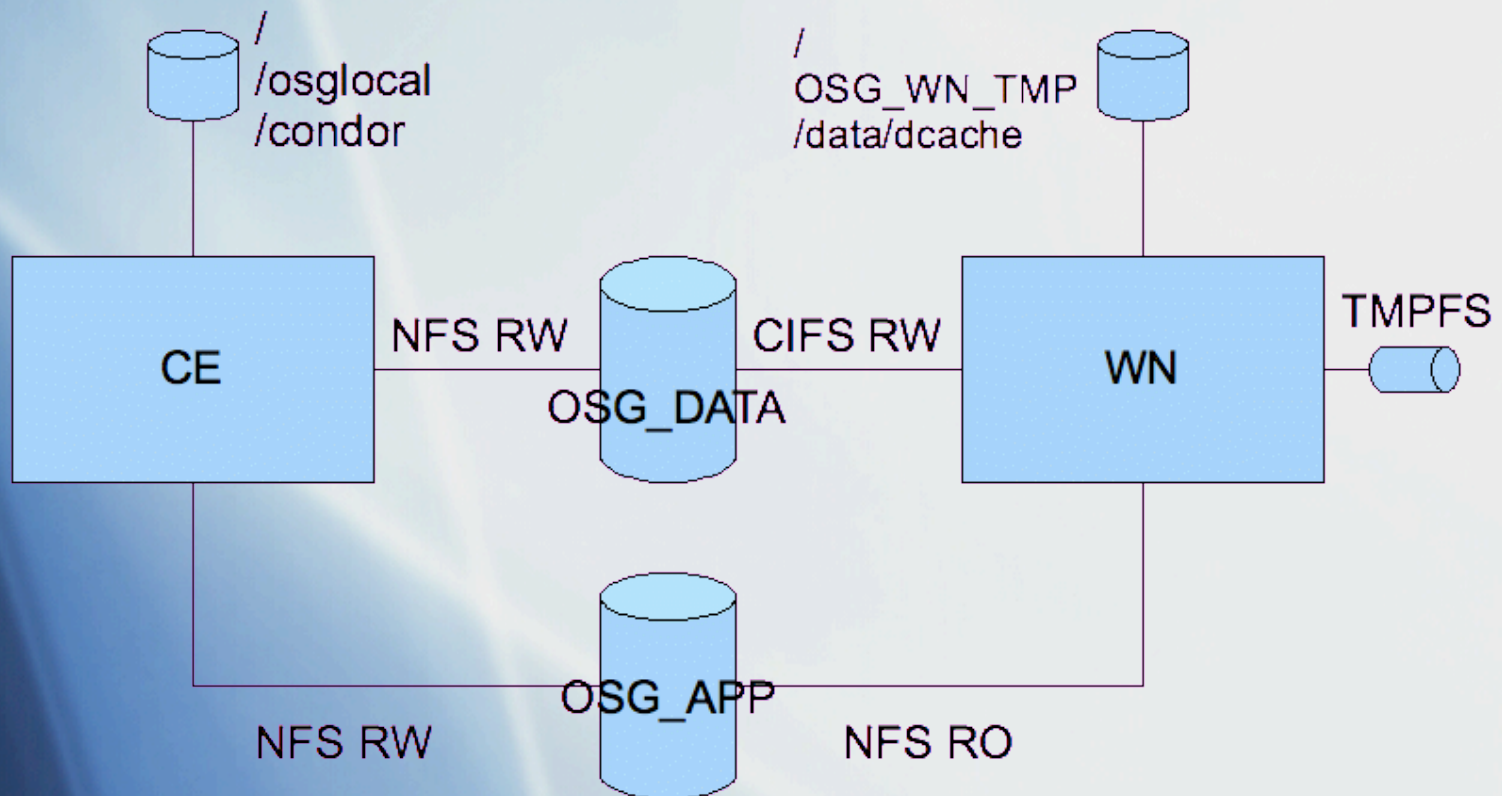 /
/osglocal
/condor
/
OSG_WN_TMP
/data/dcache
CE
NFS RW
OSG_DATA
CIFS RW
WN
TMPFS
OSG_APP
NFS RW
NFS RO